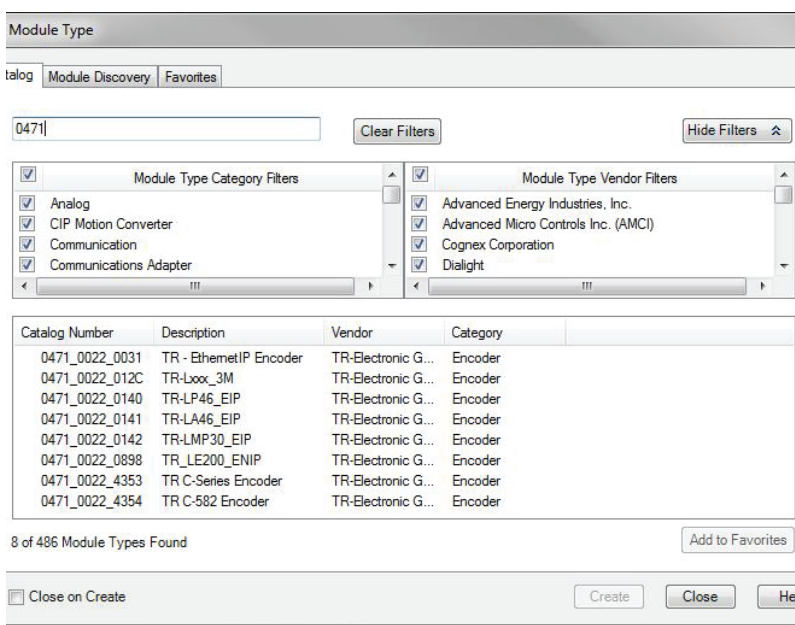 Module Type
talog Module Discovery Favorites
0471 Clear Filters Hide Filters
Module Type Category Filters Module Type Vendor Filters
Analog Advanced Energy Industries, Inc.
CIP Motion Converter Advanced Micro Controls Inc. (AMCI)
Communication Cognex Corporation
Communications Adapter Dialight
Catalog Number Description Vendor Category
0471_0022_0031 TR - EthernetIP Encoder TR-Electronic G... Encoder
0471_0022_012C TR-Lxxx_3M TR-Electronic G... Encoder
0471_0022_0140 TR-LP46_EIP TR-Electronic G... Encoder
0471_0022_0141 TR-LA46_EIP TR-Electronic G... Encoder
0471_0022_0142 TR-LMP30_EIP TR-Electronic G... Encoder
0471_0022_0898 TR_LE200_ENIP TR-Electronic G... Encoder
0471_0022_4353 TR C-Series Encoder TR-Electronic G... Encoder
0471_0022_4354 TR C-582 Encoder TR-Electronic G... Encoder
8 of 486 Module Types Found Add to Favorites
Close on Create Create Close He